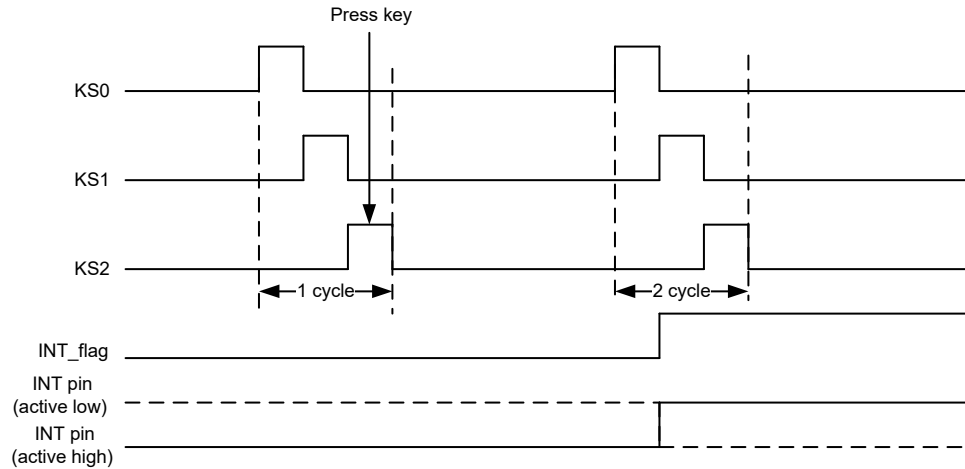 Press key
KS0
KS1
KS2
1 cycle
2 cycle
INT_flag
INT pin
(active low)
INT pin
(active high)